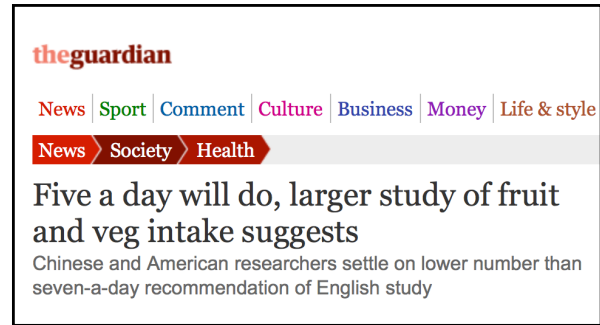 theguardian
News Sport Comment Culture Business Money Life & style
News Society Health
Five a day will do, larger study of fruit
and veg intake suggests
Chinese and American researchers settle on lower number than
seven-a-day recommendation of English study